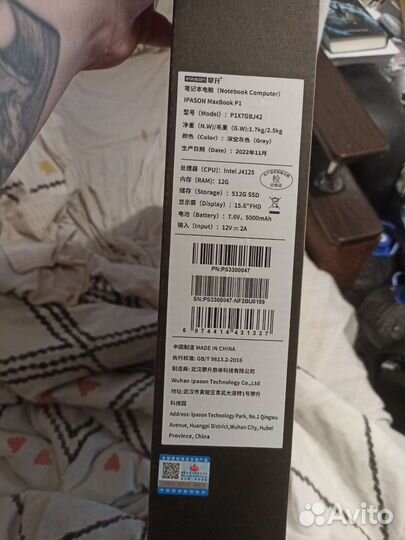 IPASON 攀升
笔记本电脑（Notebook Computer）
IPASON MaxBook P1
型号（Model）：P1X7GBJ42
净重（N.W)/毛重（G.W):1.7kg/2.5kg
颜色（Color）：深空灰色（Gray）
生产日期（Date）：2022年11月
处理器（CPU）：Intel J4125
内存（RAM）：12G
储存（Storage）：512G SSD
显示屏（Display）：15.6"FHD
电池（Battery）：7.6V，5000mAh
输入（Input）：12V⎓2A
检
合格证
PN:PS3300047
SN:PS3300047-NF2BU0169
6 974414 431337
中国制造 MADE IN CHINA
执行标准：GB/T 9813.2-2016
制造商：武汉攀升鼎承科技有限公司
Wuhan Ipason Technology Co.,Ltd
地址：武汉市黄陂区青武大道特1号攀升
科技园
Address: Ipason Technology Park, No.1 Qingwu
Avenue, Huangpi District,Wuhan City, Hubei
Province, China
Avito